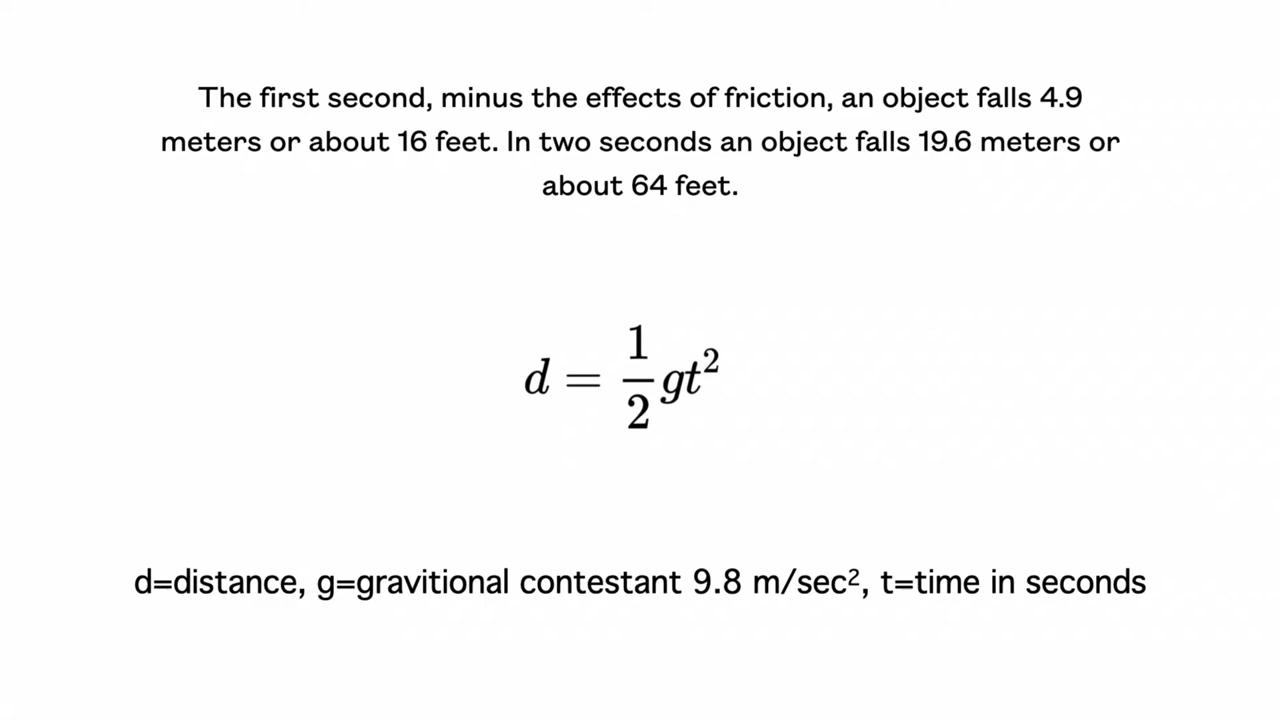 The first second, minus the effects of friction, an object falls 4.9
meters or about 16 feet. In two seconds an object falls 19.6 meters or
about 64 feet.
d = 1/2 gt²
d=distance, g=gravitional contestant 9.8 m/sec², t=time in seconds